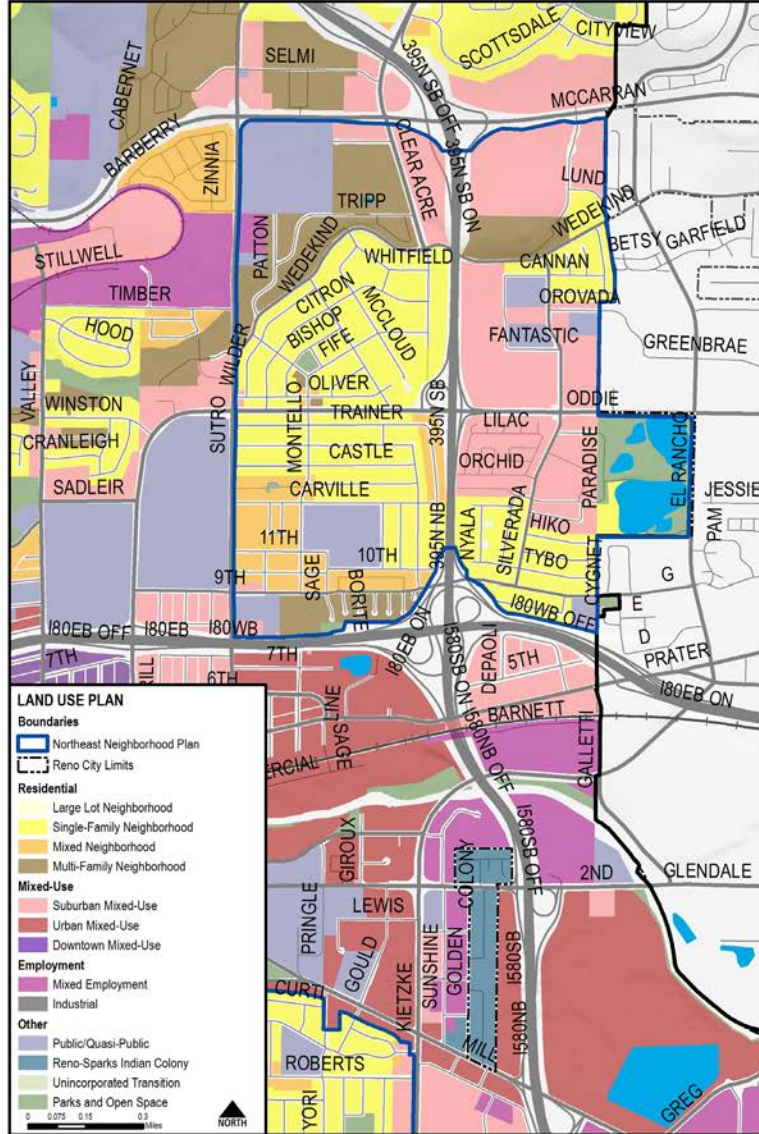 SCOTTSDALE
CITYVIEW
SELMI
CABERNET
395N SB OFF
MCCARRAN
BARBERRY
ZINNIA
CLEAR ACRE
395N SB ON
LUND
TRIPP
WEDEKIND
PATTON
WEDEKIND
BETSY
GARFIELD
STILLWELL
WHITFIELD
CANNAN
TIMBER
CITRON
MCCLOUD
OROVADA
HOOD
BISHOP
FIFE
FANTASTIC
GREENBRAE
WILDER
VALLEY
OLIVER
ODDIE
WINSTON
SUTRO
MONTELLO
TRAINER
395N SB
LILAC
CRANLEIGH
CASTLE
ORCHID
PARADISE
EL RANCHO
SADLEIR
CARVILLE
JESSIE
11TH
395N NB
NYALA
SILVERADA
HIKO
PAM
10TH
TYBO
9TH
SAGE
BORITE
CYGNET
G
I80WB OFF
E
I80EB OFF
I80EB
I80WB
I80EB ON
D
7TH
7TH
I580SB ON
DEPAOLI
5TH
PRATER
RILL
6TH
I80EB ON
LINE
SAGE
BARNETT
I580NB OFF
GALLETTI
ERCIAL
GIROUX
COLONY
I580SB OFF
2ND
GLENDALE
PRINGLE
LEWIS
GOULD
SUNSHINE
GOLDEN
I580SB
KIETZKE
CURTI
I580NB
MILL
ROBERTS
YORI
GREG
LAND USE PLAN
Boundaries
Northeast Neighborhood Plan
Reno City Limits
Residential
Large Lot Neighborhood
Single-Family Neighborhood
Mixed Neighborhood
Multi-Family Neighborhood
Mixed-Use
Suburban Mixed-Use
Urban Mixed-Use
Downtown Mixed-Use
Employment
Mixed Employment
Industrial
Other
Public/Quasi-Public
Reno-Sparks Indian Colony
Unincorporated Transition
Parks and Open Space
0 0.075 0.15 0.3
Miles
NORTH